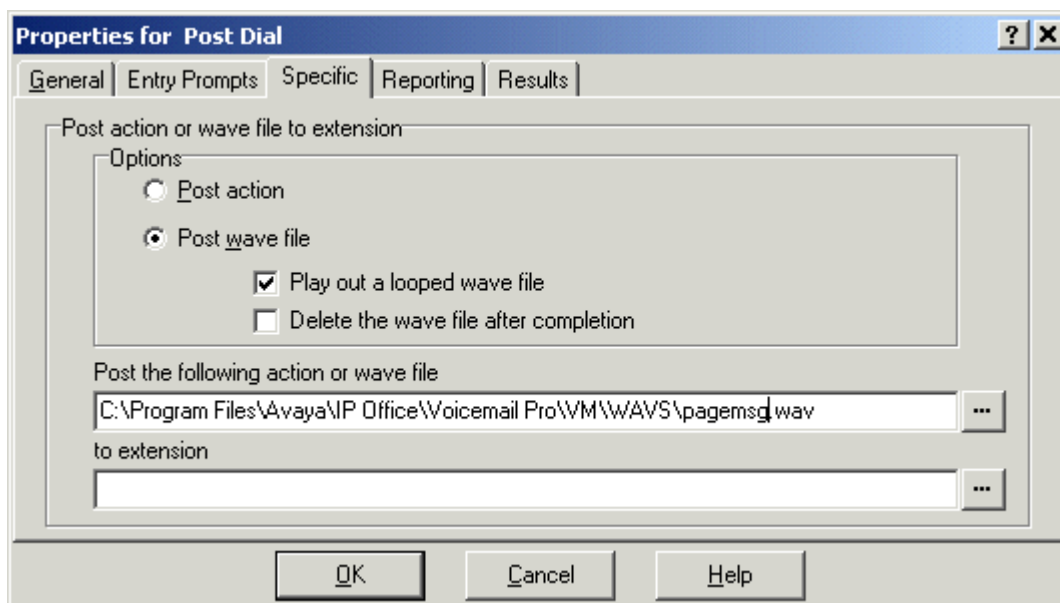 Properties for Post Dial
General Entry Prompts Specific Reporting Results
Post action or wave file to extension
Options
Post action
Post wave file
Play out a looped wave file
Delete the wave file after completion
Post the following action or wave file
C:\Program Files\Avaya\IP Office\Voicemail Pro\VM\WAVS\pagemsg.wav ...
to extension
...
OK Cancel Help